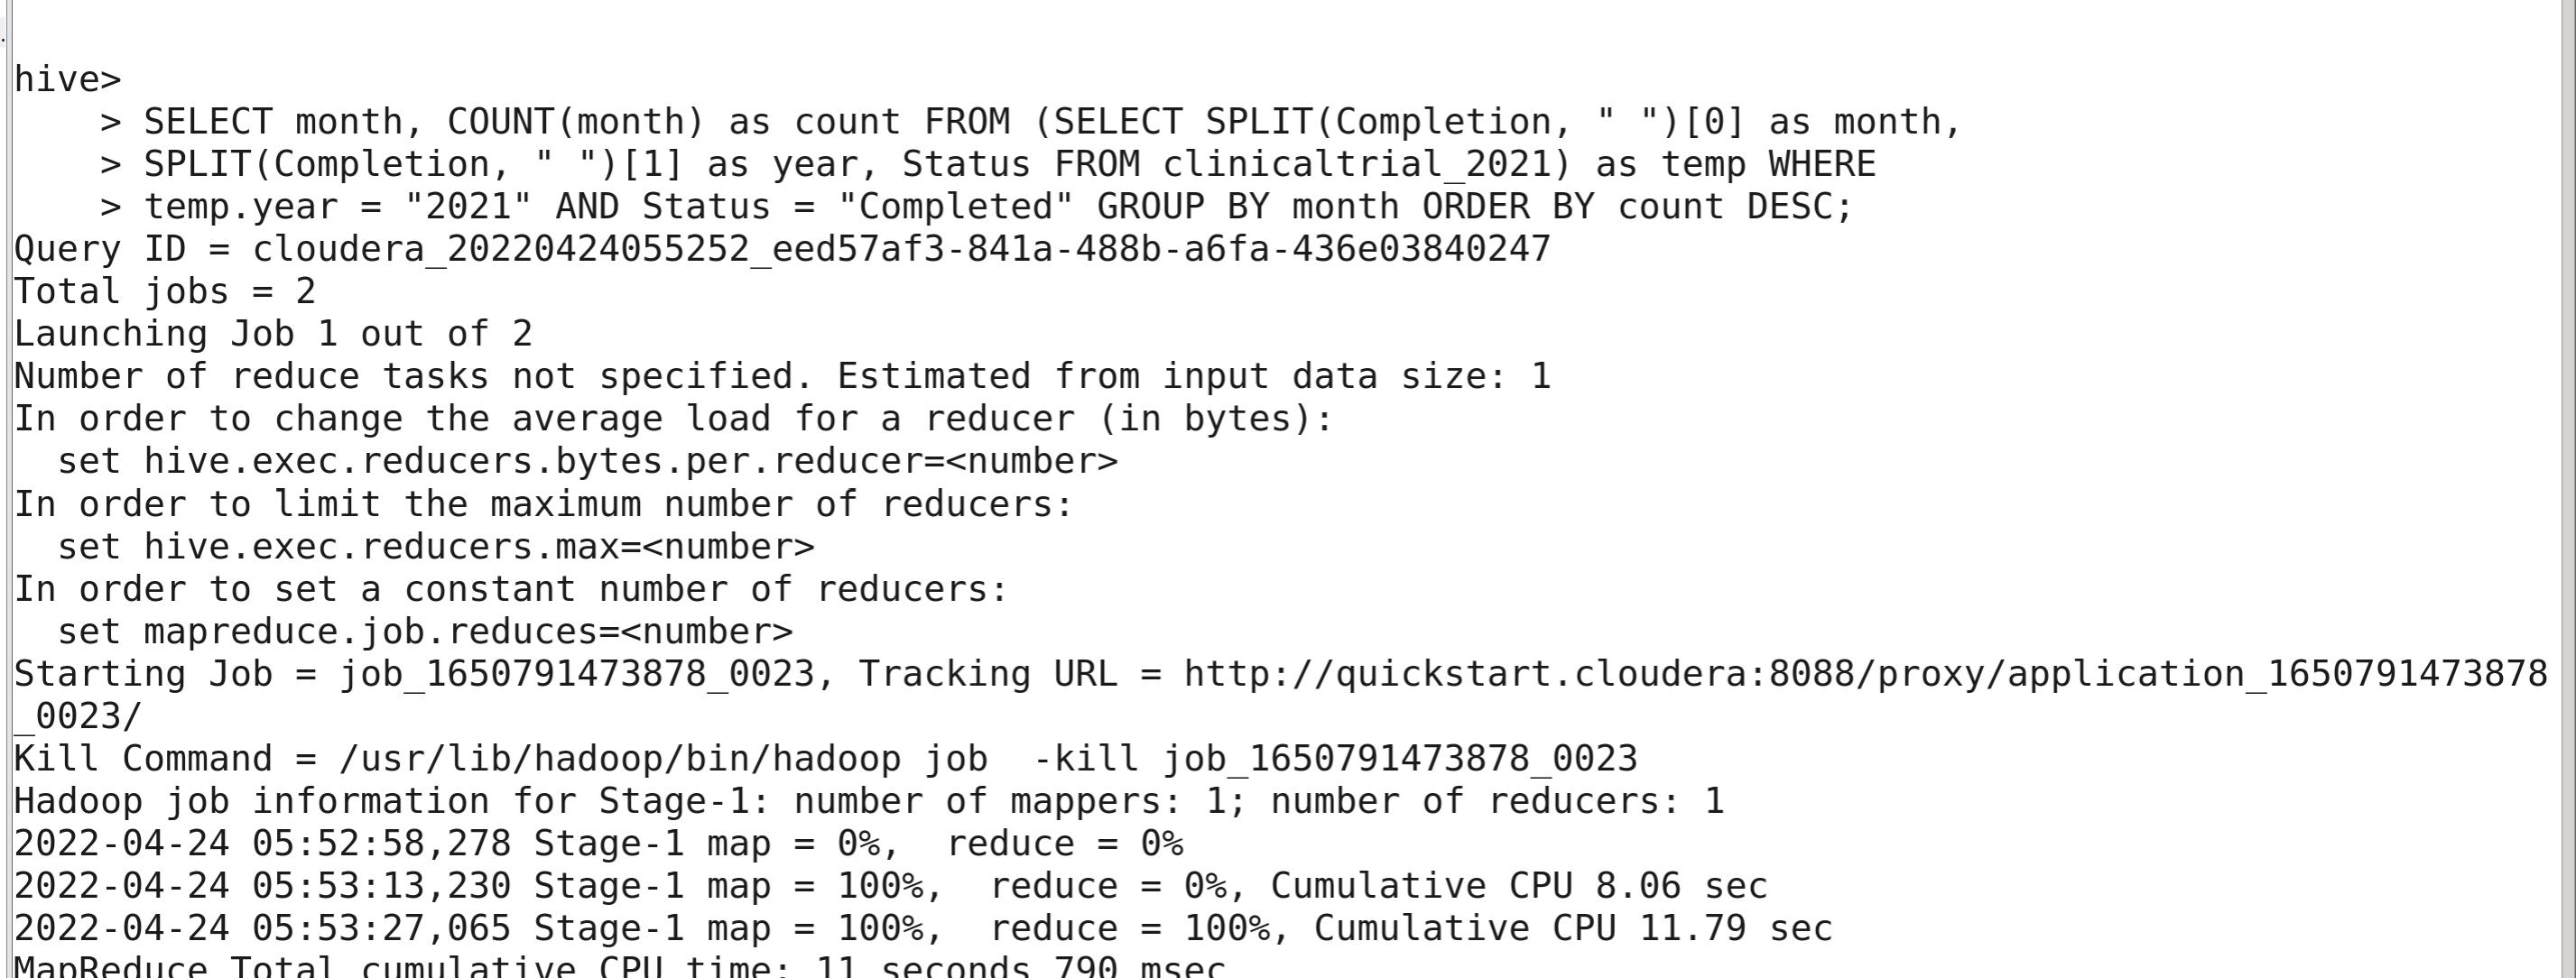 hive>
    > SELECT month, COUNT(month) as count FROM (SELECT SPLIT(Completion, " ")[0] as month,
    > SPLIT(Completion, " ")[1] as year, Status FROM clinicaltrial_2021) as temp WHERE
    > temp.year = "2021" AND Status = "Completed" GROUP BY month ORDER BY count DESC;
Query ID = cloudera_20220424055252_eed57af3-841a-488b-a6fa-436e03840247
Total jobs = 2
Launching Job 1 out of 2
Number of reduce tasks not specified. Estimated from input data size: 1
In order to change the average load for a reducer (in bytes):
  set hive.exec.reducers.bytes.per.reducer=<number>
In order to limit the maximum number of reducers:
  set hive.exec.reducers.max=<number>
In order to set a constant number of reducers:
  set mapreduce.job.reduces=<number>
Starting Job = job_1650791473878_0023, Tracking URL = http://quickstart.cloudera:8088/proxy/application_1650791473878
_0023/
Kill Command = /usr/lib/hadoop/bin/hadoop job  -kill job_1650791473878_0023
Hadoop job information for Stage-1: number of mappers: 1; number of reducers: 1
2022-04-24 05:52:58,278 Stage-1 map = 0%,  reduce = 0%
2022-04-24 05:53:13,230 Stage-1 map = 100%,  reduce = 0%, Cumulative CPU 8.06 sec
2022-04-24 05:53:27,065 Stage-1 map = 100%,  reduce = 100%, Cumulative CPU 11.79 sec
MapReduce Total cumulative CPU time: 11 seconds 790 msec